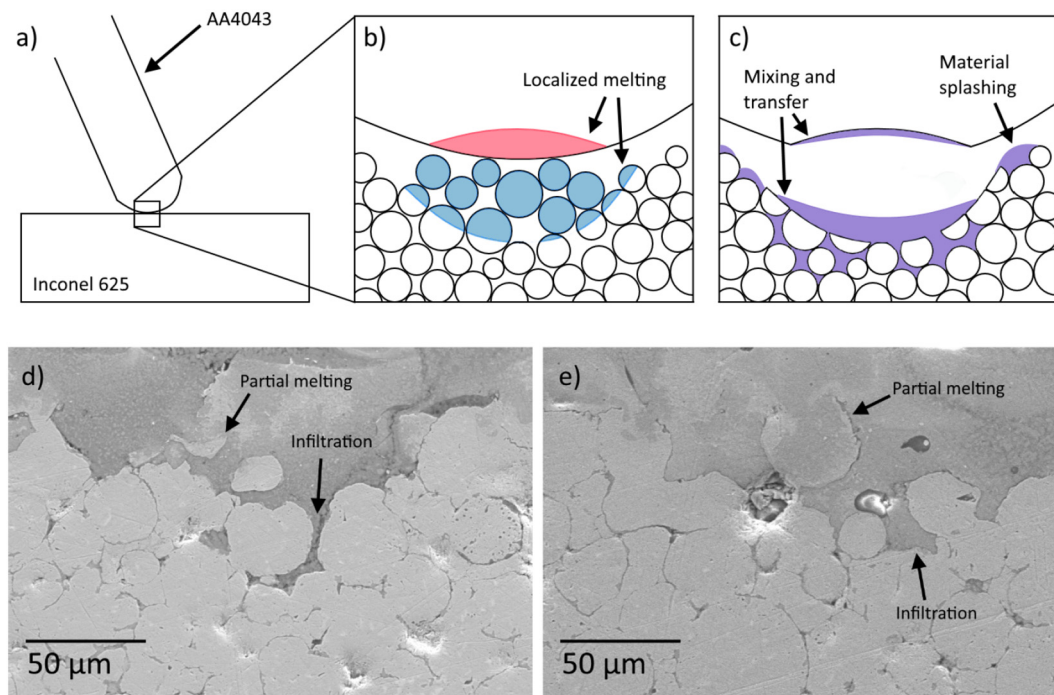 a)
AA4043
Inconel 625
b)
Localized melting
c)
Mixing and
transfer
Material
splashing
d)
Partial melting
Infiltration
50 µm
e)
Partial melting
Infiltration
50 µm